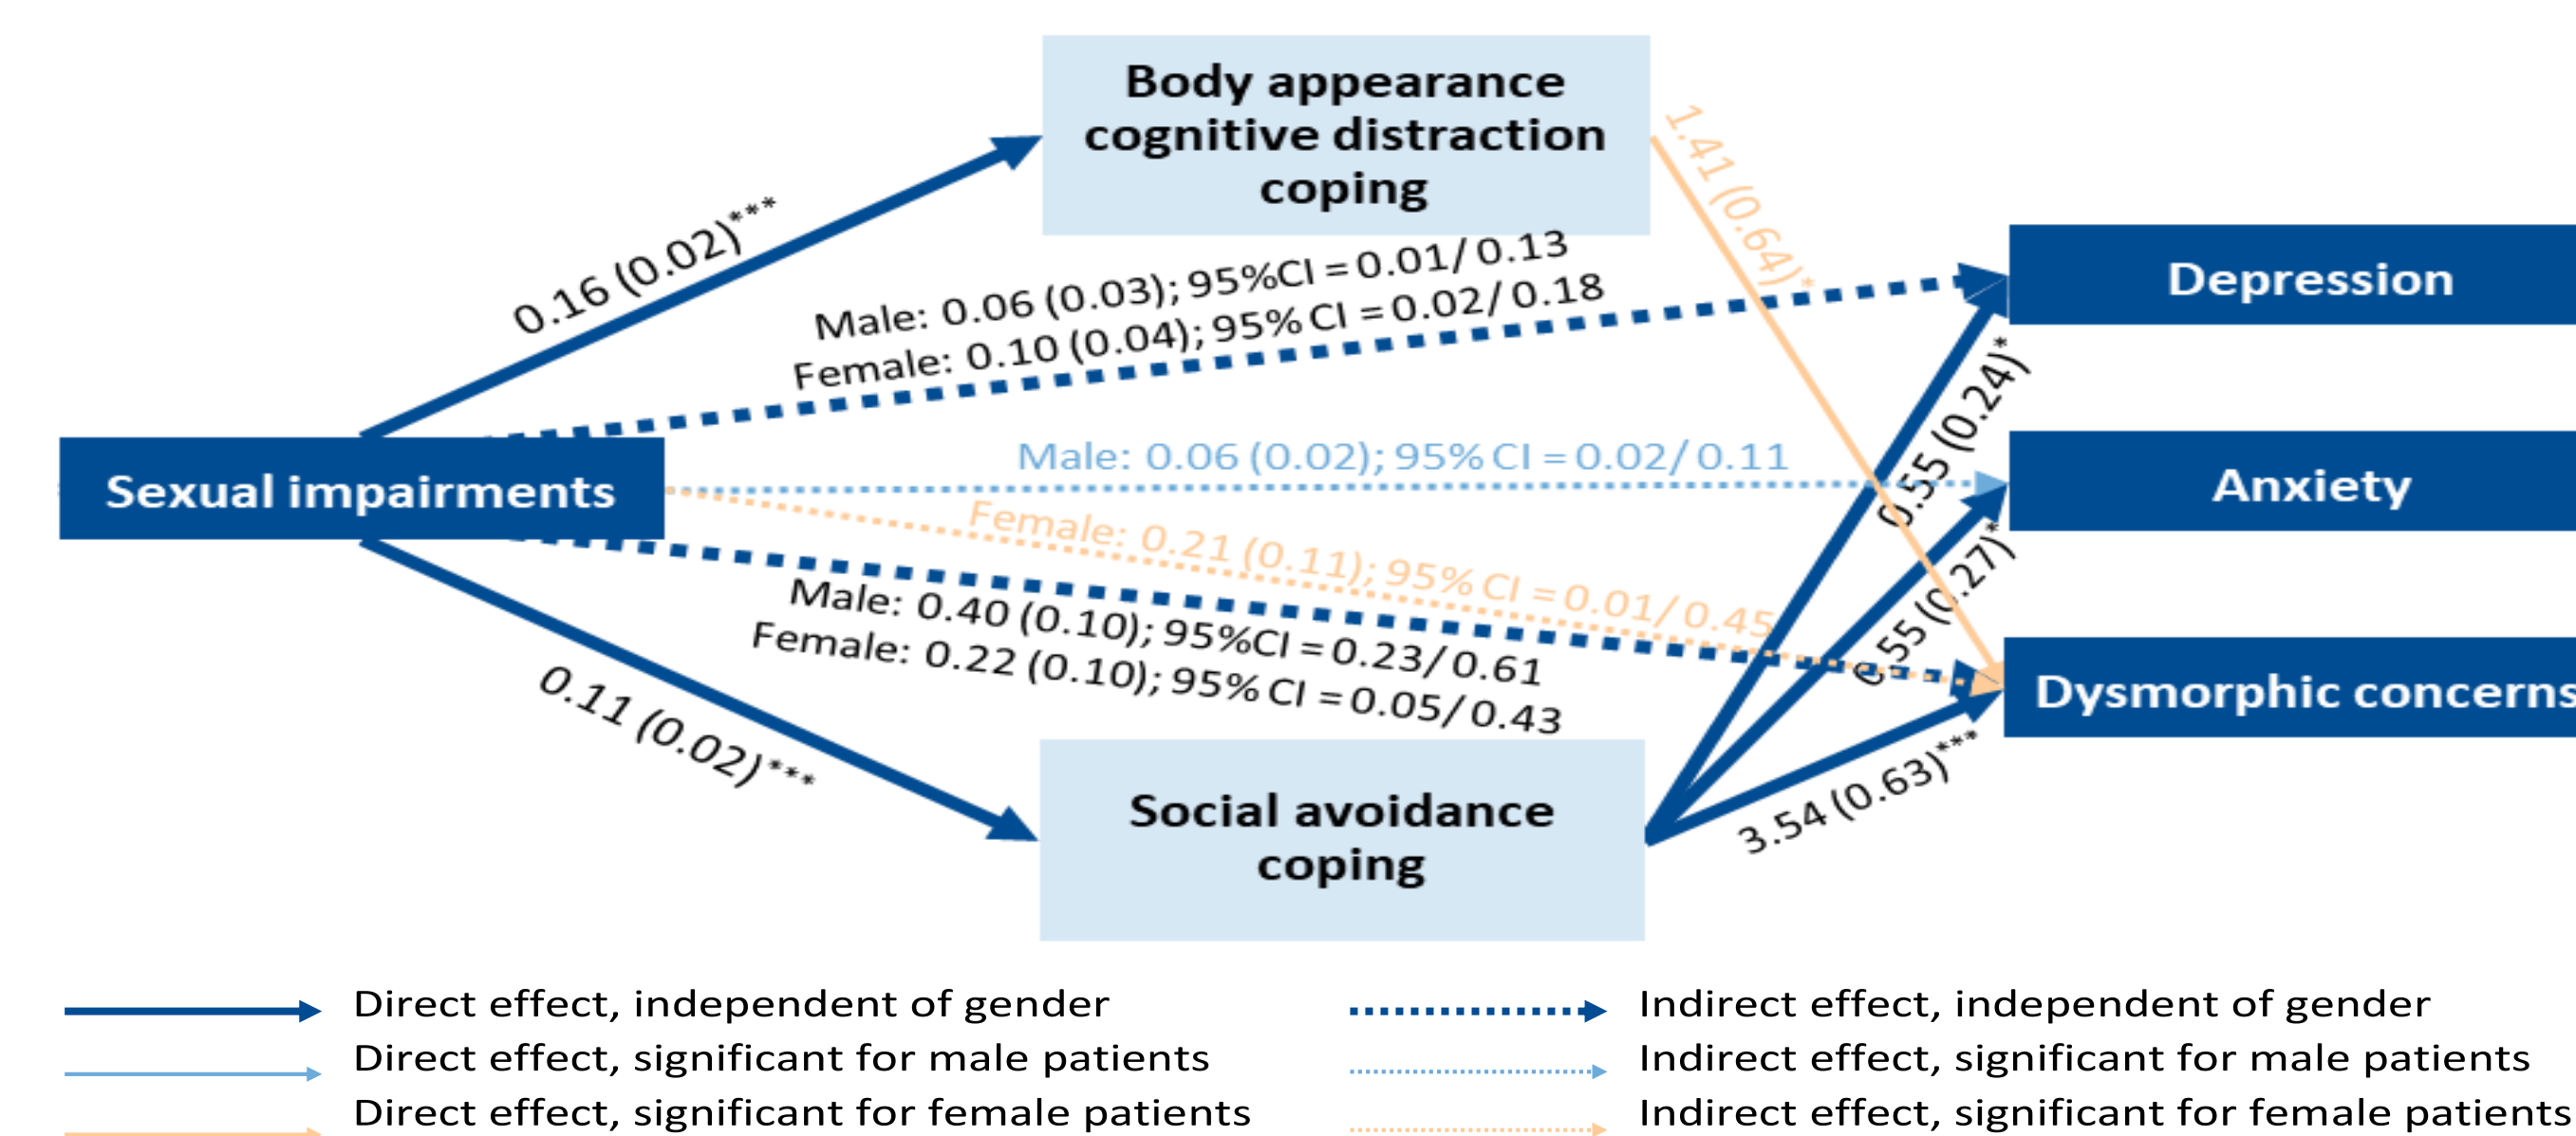 Body appearance
cognitive distraction
coping
1.41 (0.64)*
0.16 (0.02)***
Male: 0.06 (0.03); 95%CI = 0.01/ 0.13
Female: 0.10 (0.04); 95% CI = 0.02/ 0.18
Depression
0.55 (0.24)*
Male: 0.06 (0.02); 95% CI = 0.02/ 0.11
Anxiety
Sexual impairments
Female: 0.21 (0.11); 95% CI = 0.01/ 0.45
0.55 (0.27)*
Male: 0.40 (0.10); 95%CI = 0.23/ 0.61
Female: 0.22 (0.10); 95% CI = 0.05/ 0.43
Dysmorphic concerns
0.11 (0.02)***
3.54 (0.63)***
Social avoidance
coping
Direct effect, independent of gender
Direct effect, significant for male patients
Direct effect, significant for female patients
Indirect effect, independent of gender
Indirect effect, significant for male patients
Indirect effect, significant for female patients